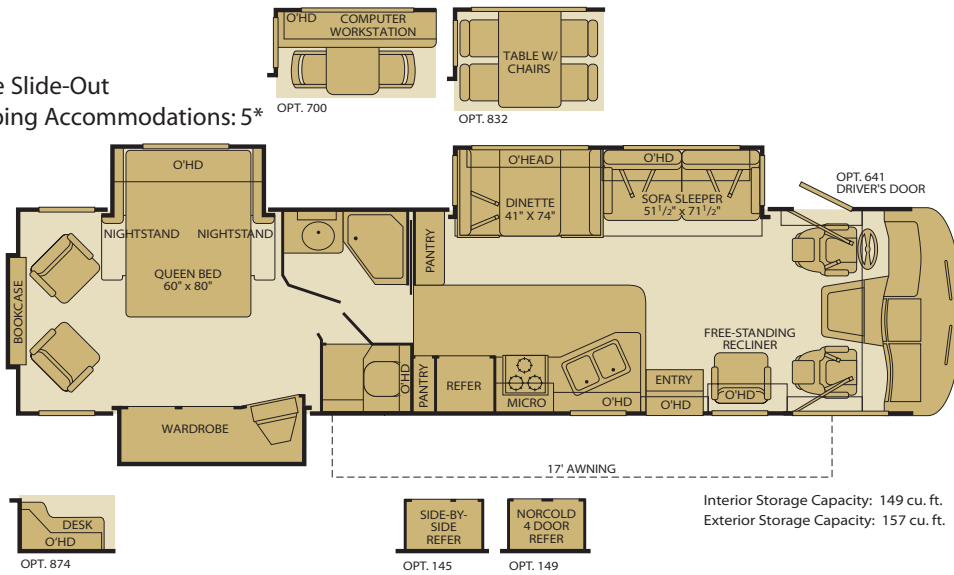 O'HD COMPUTER
WORKSTATION
OPT. 700
TABLE W/
CHAIRS
OPT. 832
e Slide-Out
ping Accommodations: 5*
O'HD
NIGHTSTAND
NIGHTSTAND
QUEEN BED
60" x 80"
BOOKCASE
WARDROBE
PANTRY
O'HEAD
DINETTE
41" X 74"
O'HD
SOFA SLEEPER
51 1/2" x 71 1/2"
OPT. 641
DRIVER'S DOOR
FREE-STANDING
RECLINER
O'HD
PANTRY
REFER
MICRO
O'HD
ENTRY
O'HD
O'HD
17' AWNING
DESK
O'HD
OPT. 874
SIDE-BY-
SIDE
REFER
OPT. 145
NORCOLD
4 DOOR
REFER
OPT. 149
Interior Storage Capacity: 149 cu. ft.
Exterior Storage Capacity: 157 cu. ft.